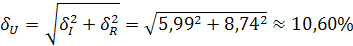 δ_U = √(δ_I² + δ_R²) = √(5,99² + 8,74²) ≈ 10,60%